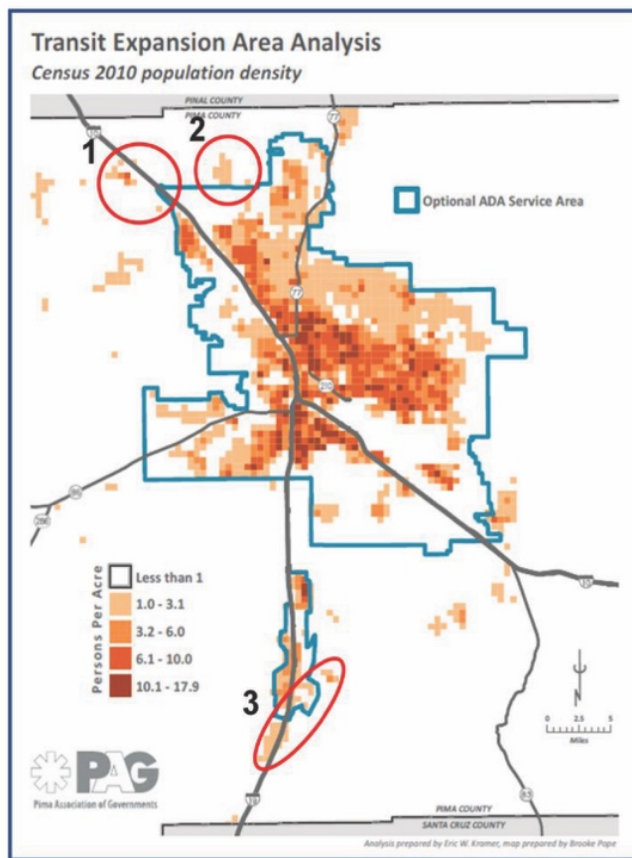 Transit Expansion Area Analysis
Census 2010 population density
PINAL COUNTY
PIMA COUNTY
10
77
2
1
Optional ADA Service Area
77
210
86
286
Less than 1
1.0 - 3.1
3.2 - 6.0
6.1 - 10.0
10.1 - 17.9
Persons Per Acre
10
3
0 2.5 5
Miles
PAG
Pima Association of Governments
19
83
PIMA COUNTY
SANTA CRUZ COUNTY
Analysis prepared by Eric W. Kramer, map prepared by Brooke Pape